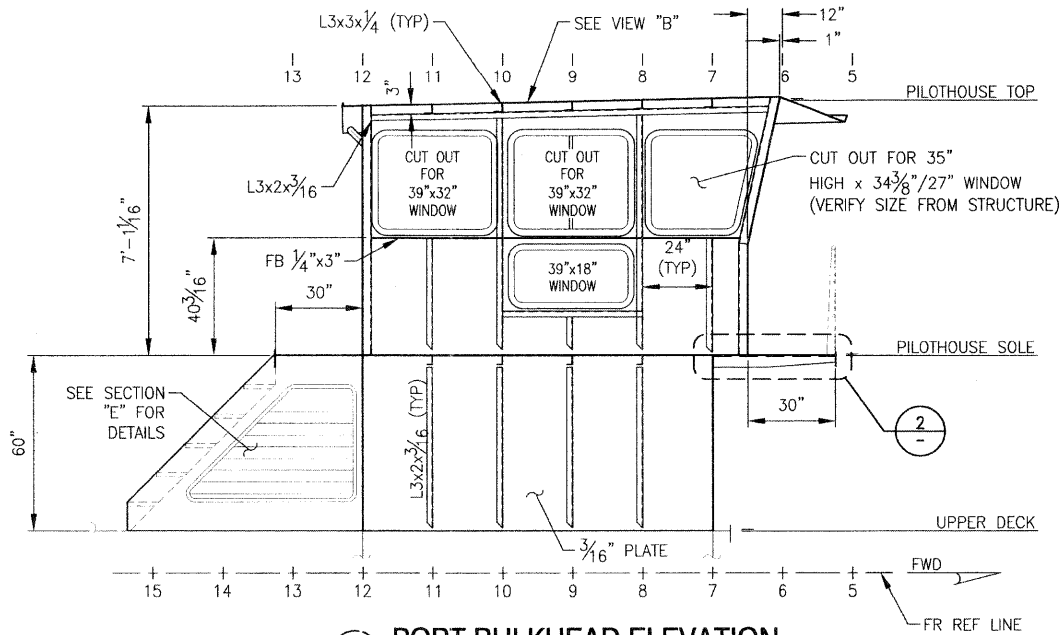 L3x3x1/4 (TYP)
SEE VIEW "B"
12"
1"
13 12 11 10 9 8 7 6 5
3"
PILOTHOUSE TOP
7'-1 1/16"
L3x2x3/16
CUT OUT
FOR
39"x32"
WINDOW
CUT OUT
FOR
39"x32"
WINDOW
CUT OUT FOR 35"
HIGH x 34 3/8"/27" WINDOW
(VERIFY SIZE FROM STRUCTURE)
FB 1/4"x3"
40 3/16"
30"
39"x18"
WINDOW
24"
(TYP)
PILOTHOUSE SOLE
SEE SECTION
"E" FOR
DETAILS
60"
L3x2x3/16 (TYP)
30"
2
-
UPPER DECK
3/16" PLATE
FWD
15 14 13 12 11 10 9 8 7 6 5
FR REF LINE
PORT BULKHEAD ELEVATION